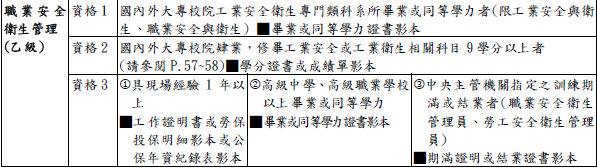 職業安全衛生管理(乙級)
資格 1
國內外大專校院工業安全衛生專門類科系所畢業或同等學力者(限工業安全與衛
生、職業安全與衛生) ■畢業或同等學力證書影本
資格 2
國內外大專校院肄業，修畢工業安全或工業衛生相關科目 9 學分以上者
(請參閱 P.57~58)■學分證書或成績單影本
資格 3
①具現場經驗 1 年以
上
■工作證明書或勞保
投保明細影本或公
保年資紀錄表影本
②高級中學、高級職業學校
以上畢業或同等學力
■畢業或同等學力證書影本
③中央主管機關指定之訓練期
滿或結業者(職業安全衛生
管理員、勞工安全衛生管理
員)
■期滿證明或結業證書影本